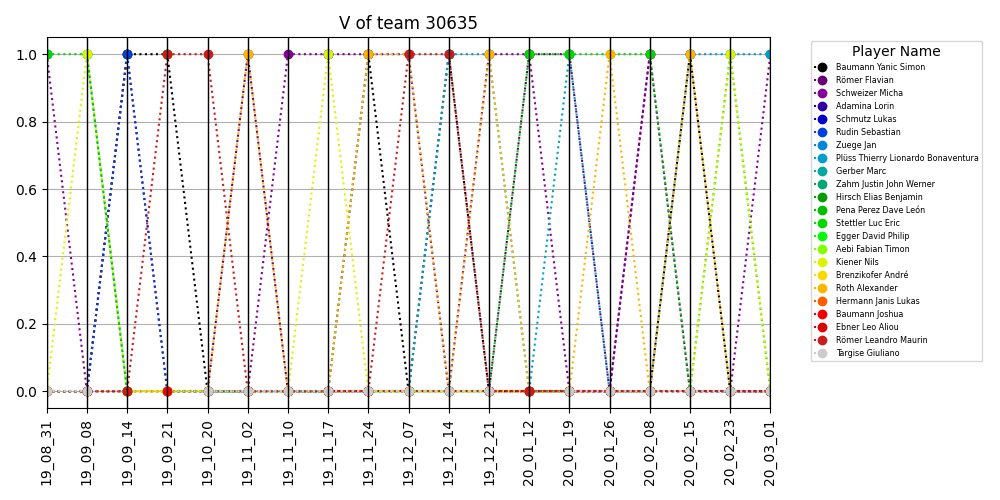 V of team 30635
1.0
0.8
0.6
0.4
0.2
0.0
19_08_31
19_09_08
19_09_14
19_09_21
19_10_20
19_11_02
19_11_10
19_11_17
19_11_24
19_12_07
19_12_14
19_12_21
20_01_12
20_01_19
20_01_26
20_02_08
20_02_15
20_02_23
20_03_01
Player Name
Baumann Yanic Simon
Römer Flavian
Schweizer Micha
Adamina Lorin
Schmutz Lukas
Rudin Sebastian
Zuege Jan
Plüss Thierry Lionardo Bonaventura
Gerber Marc
Zahm Justin John Werner
Hirsch Elias Benjamin
Pena Perez Dave León
Stettler Luc Eric
Egger David Philip
Aebi Fabian Timon
Kiener Nils
Brenzikofer André
Roth Alexander
Hermann Janis Lukas
Baumann Joshua
Ebner Leo Aliou
Römer Leandro Maurin
Targise Giuliano